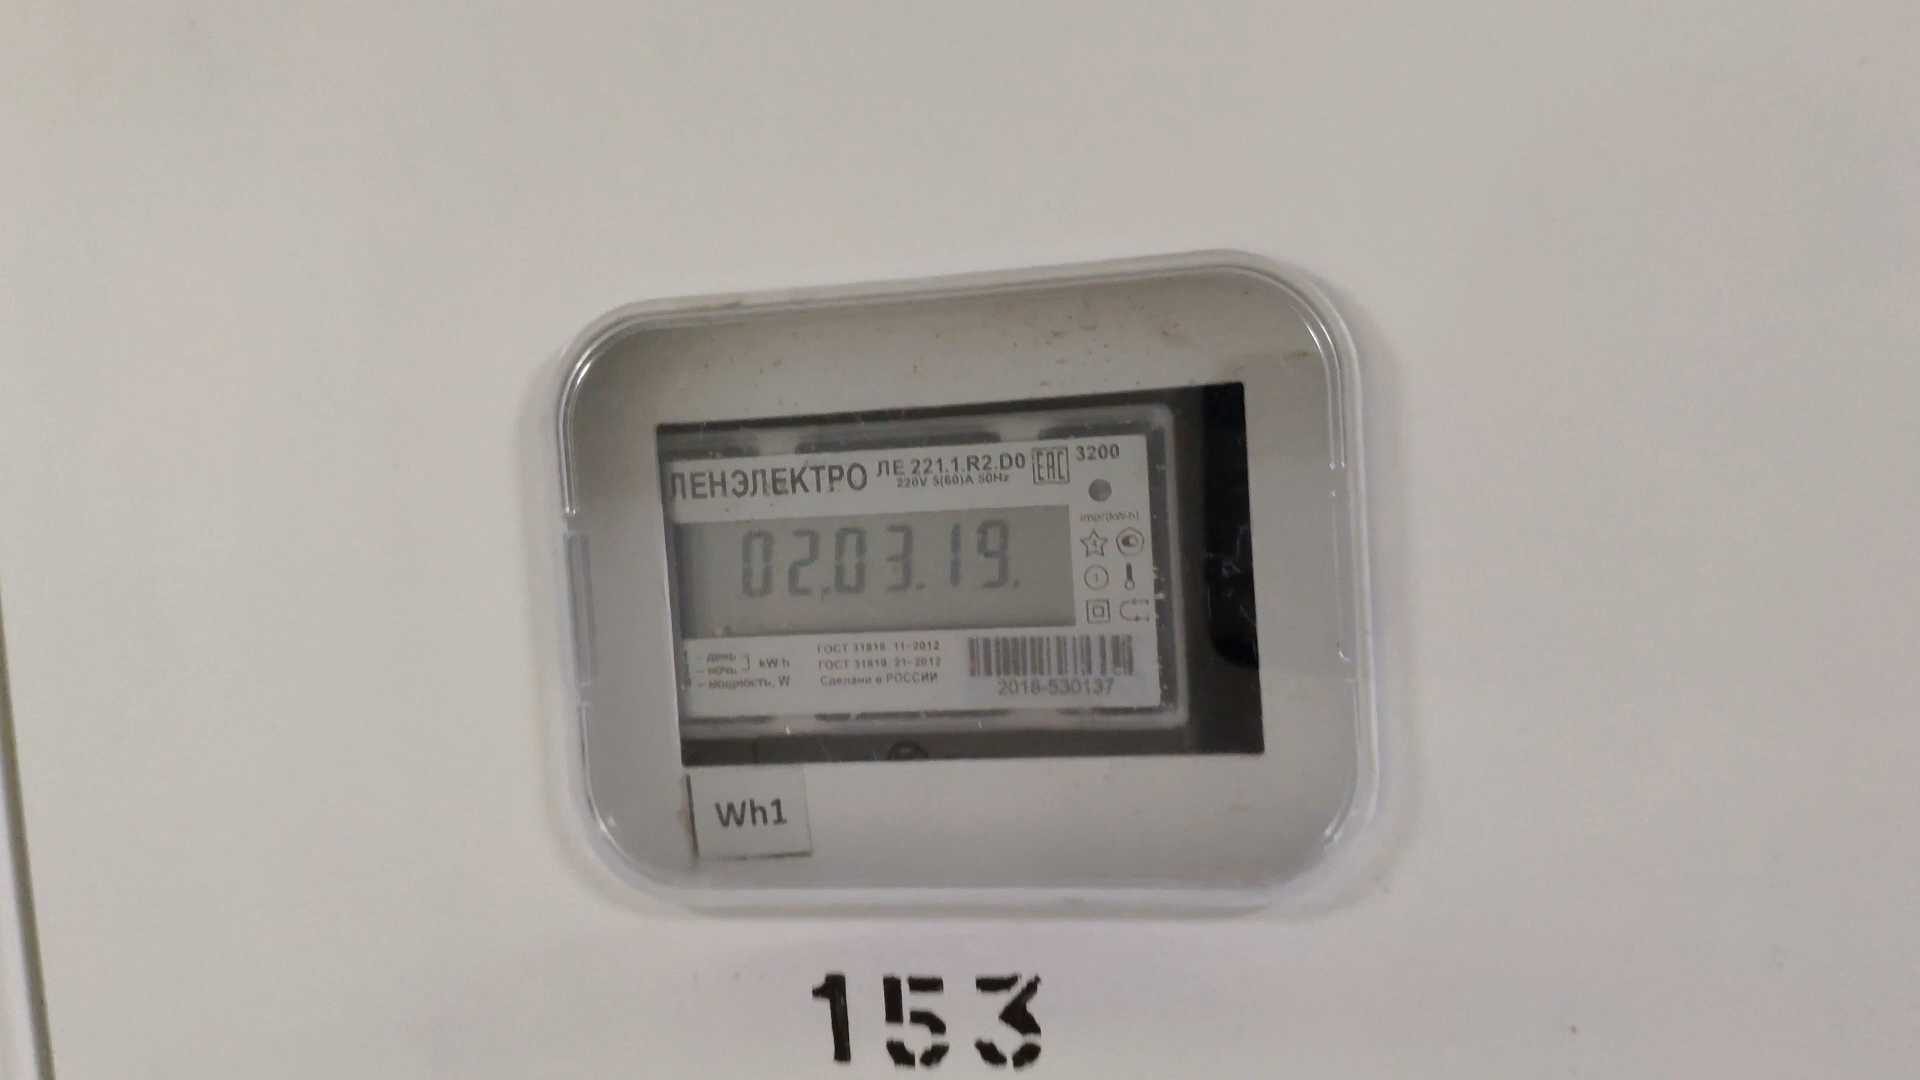 ЛЕНЭЛЕКТРО ЛЕ 221.1.R2.D0 EAC 3200
220V 5(60)A 50Hz
imp/(kW·h)
02.03.19.
1 – день
2 – ночь
kW·h
– мощность, W
ГОСТ 31818. 11-2012
ГОСТ 31819. 21-2012
Сделано в РОССИИ
2018-530137
Wh1
153